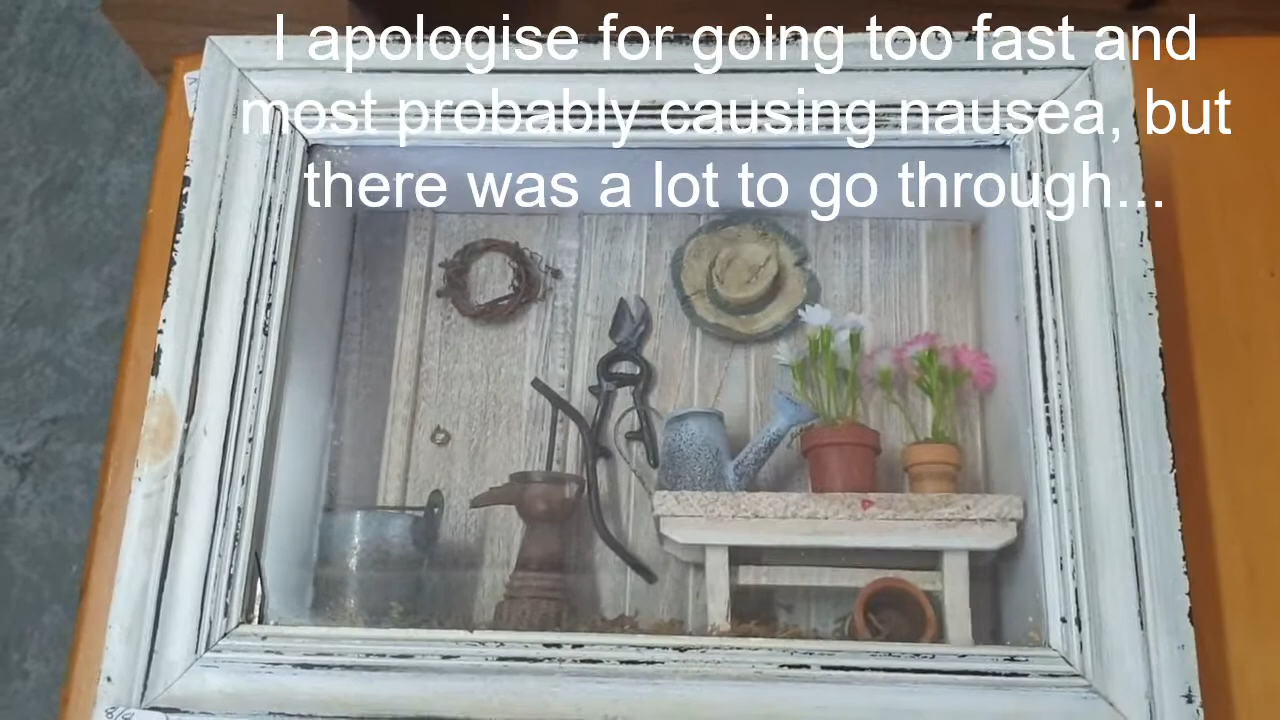 I apologise for going too fast and
most probably causing nausea, but
there was a lot to go through...